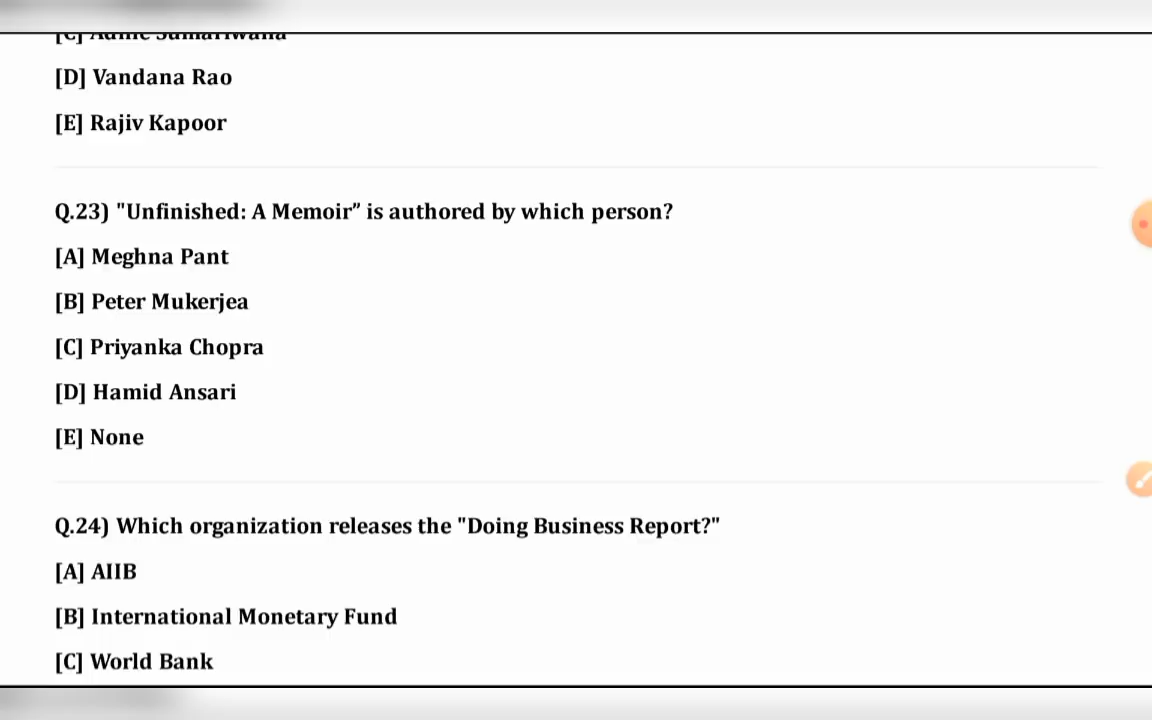 [D] Vandana Rao
[E] Rajiv Kapoor
Q.23) "Unfinished: A Memoir” is authored by which person?
[A] Meghna Pant
[B] Peter Mukerjea
[C] Priyanka Chopra
[D] Hamid Ansari
[E] None
Q.24) Which organization releases the "Doing Business Report?"
[A] AIIB
[B] International Monetary Fund
[C] World Bank